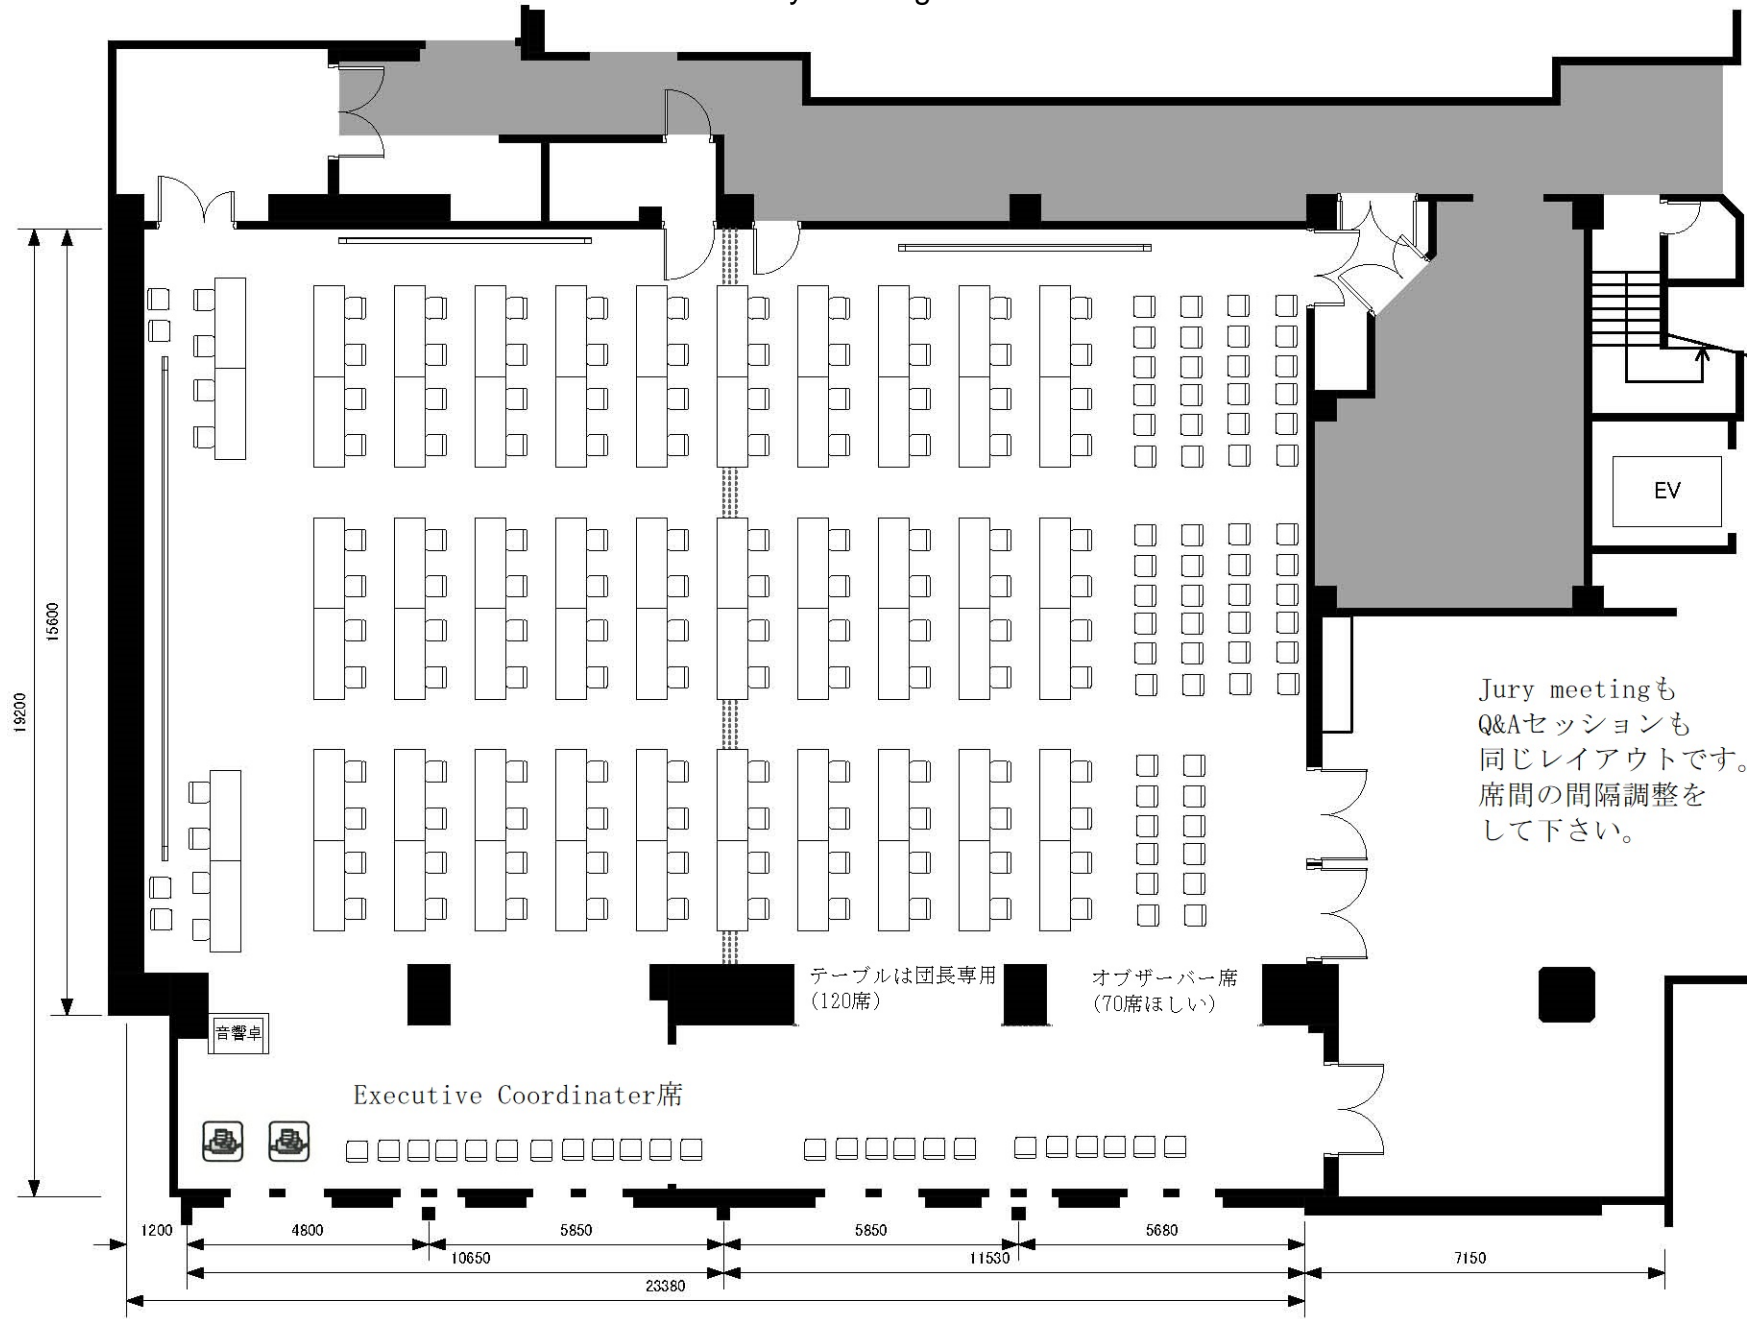 EV
15600
19200
Jury meetingも
Q&Aセッションも
同じレイアウトです。
席間の間隔調整を
して下さい。
テーブルは団長専用
(120席)
オブザーバー席
(70席ほしい)
音響卓
Executive Coordinater席
1200
4800
5850
5850
5680
10650
11530
7150
23380